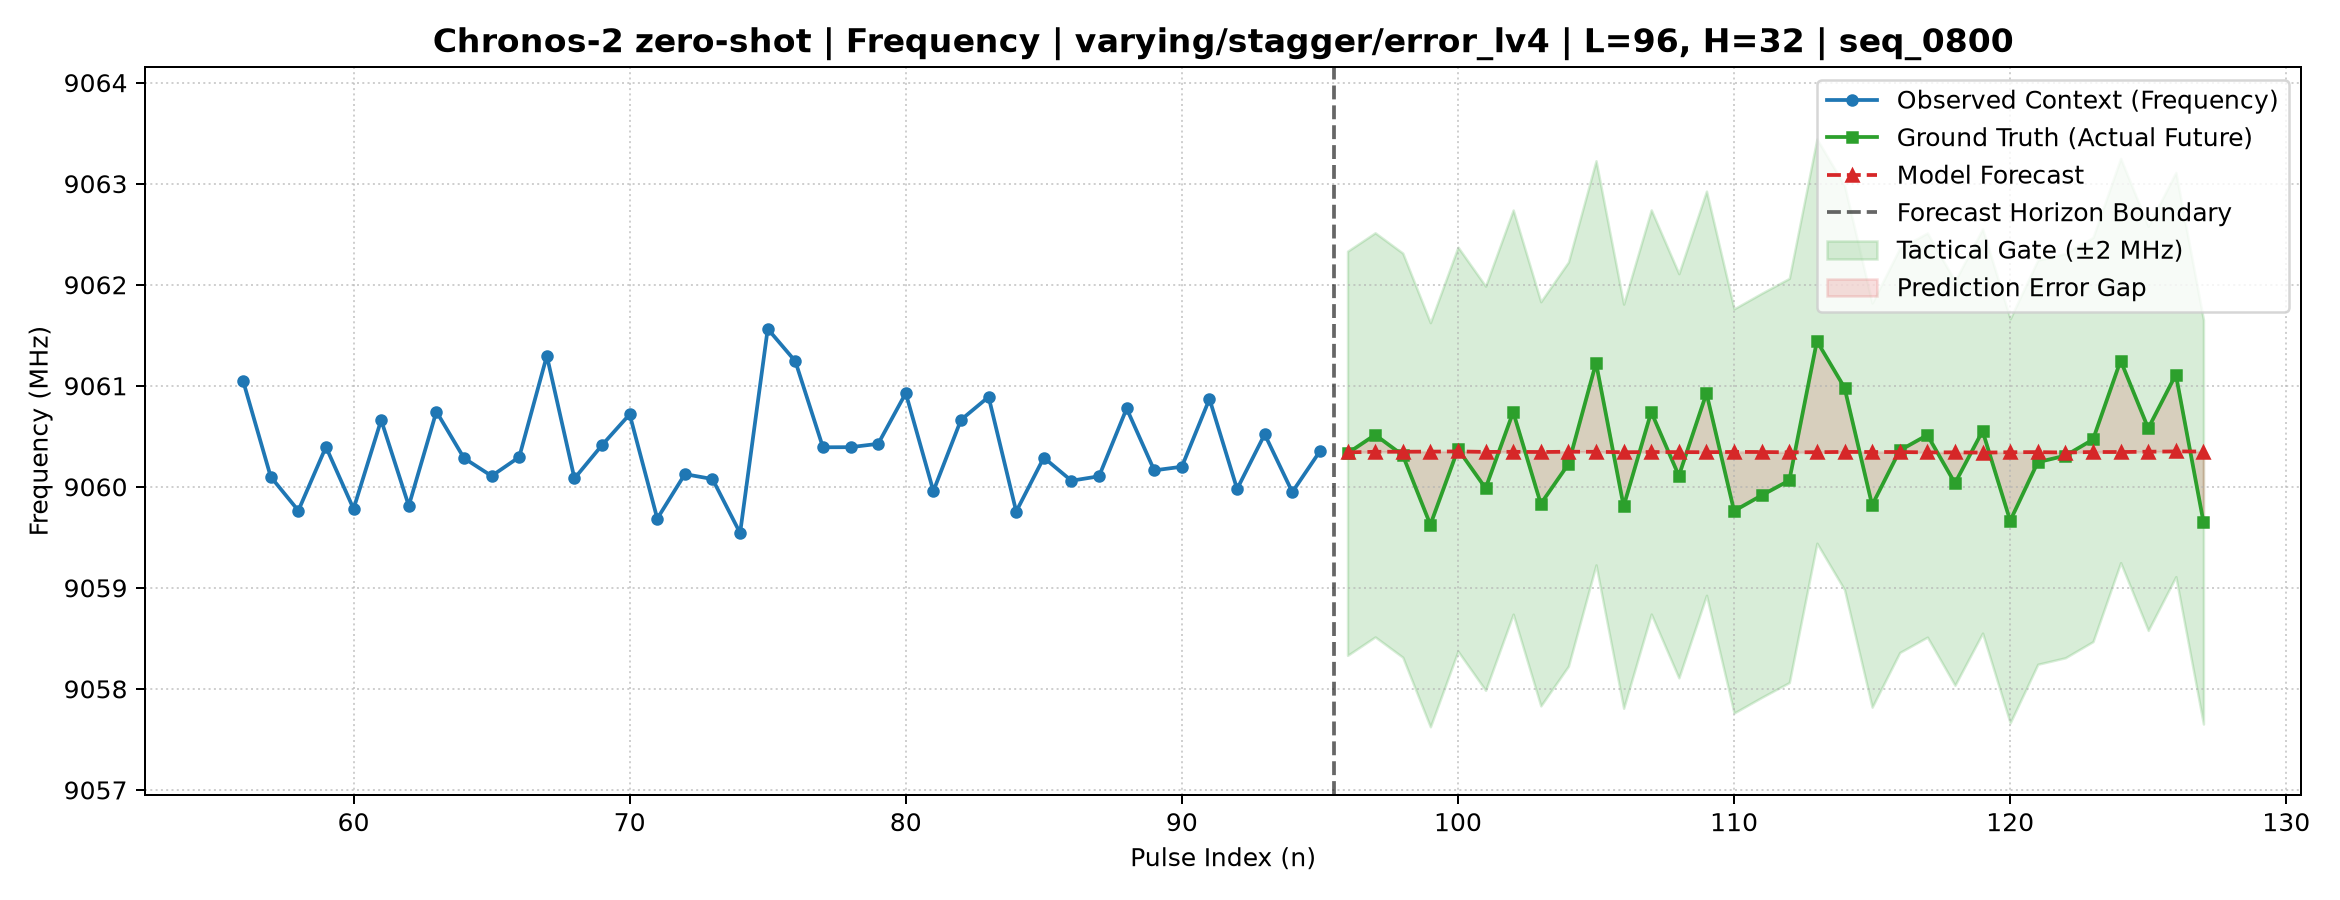 Chronos-2 zero-shot | Frequency | varying/stagger/error_lv4 | L=96, H=32 | seq_0800
Frequency (MHz)
9064
9063
9062
9061
9060
9059
9058
9057
Observed Context (Frequency)
Ground Truth (Actual Future)
Model Forecast
Forecast Horizon Boundary
Tactical Gate (±2 MHz)
Prediction Error Gap
60 70 80 90 100 110 120 130
Pulse Index (n)